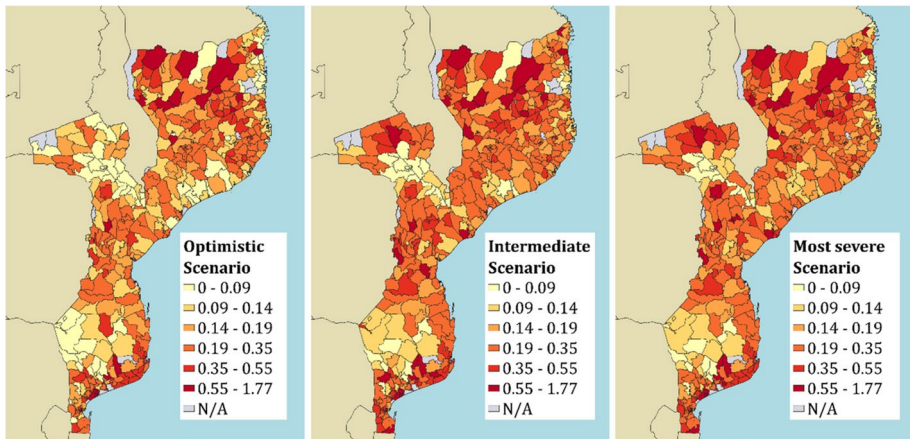 Optimistic
Scenario
0 - 0.09
0.09 - 0.14
0.14 - 0.19
0.19 - 0.35
0.35 - 0.55
0.55 - 1.77
N/A
Intermediate
Scenario
0 - 0.09
0.09 - 0.14
0.14 - 0.19
0.19 - 0.35
0.35 - 0.55
0.55 - 1.77
N/A
Most severe
Scenario
0 - 0.09
0.09 - 0.14
0.14 - 0.19
0.19 - 0.35
0.35 - 0.55
0.55 - 1.77
N/A